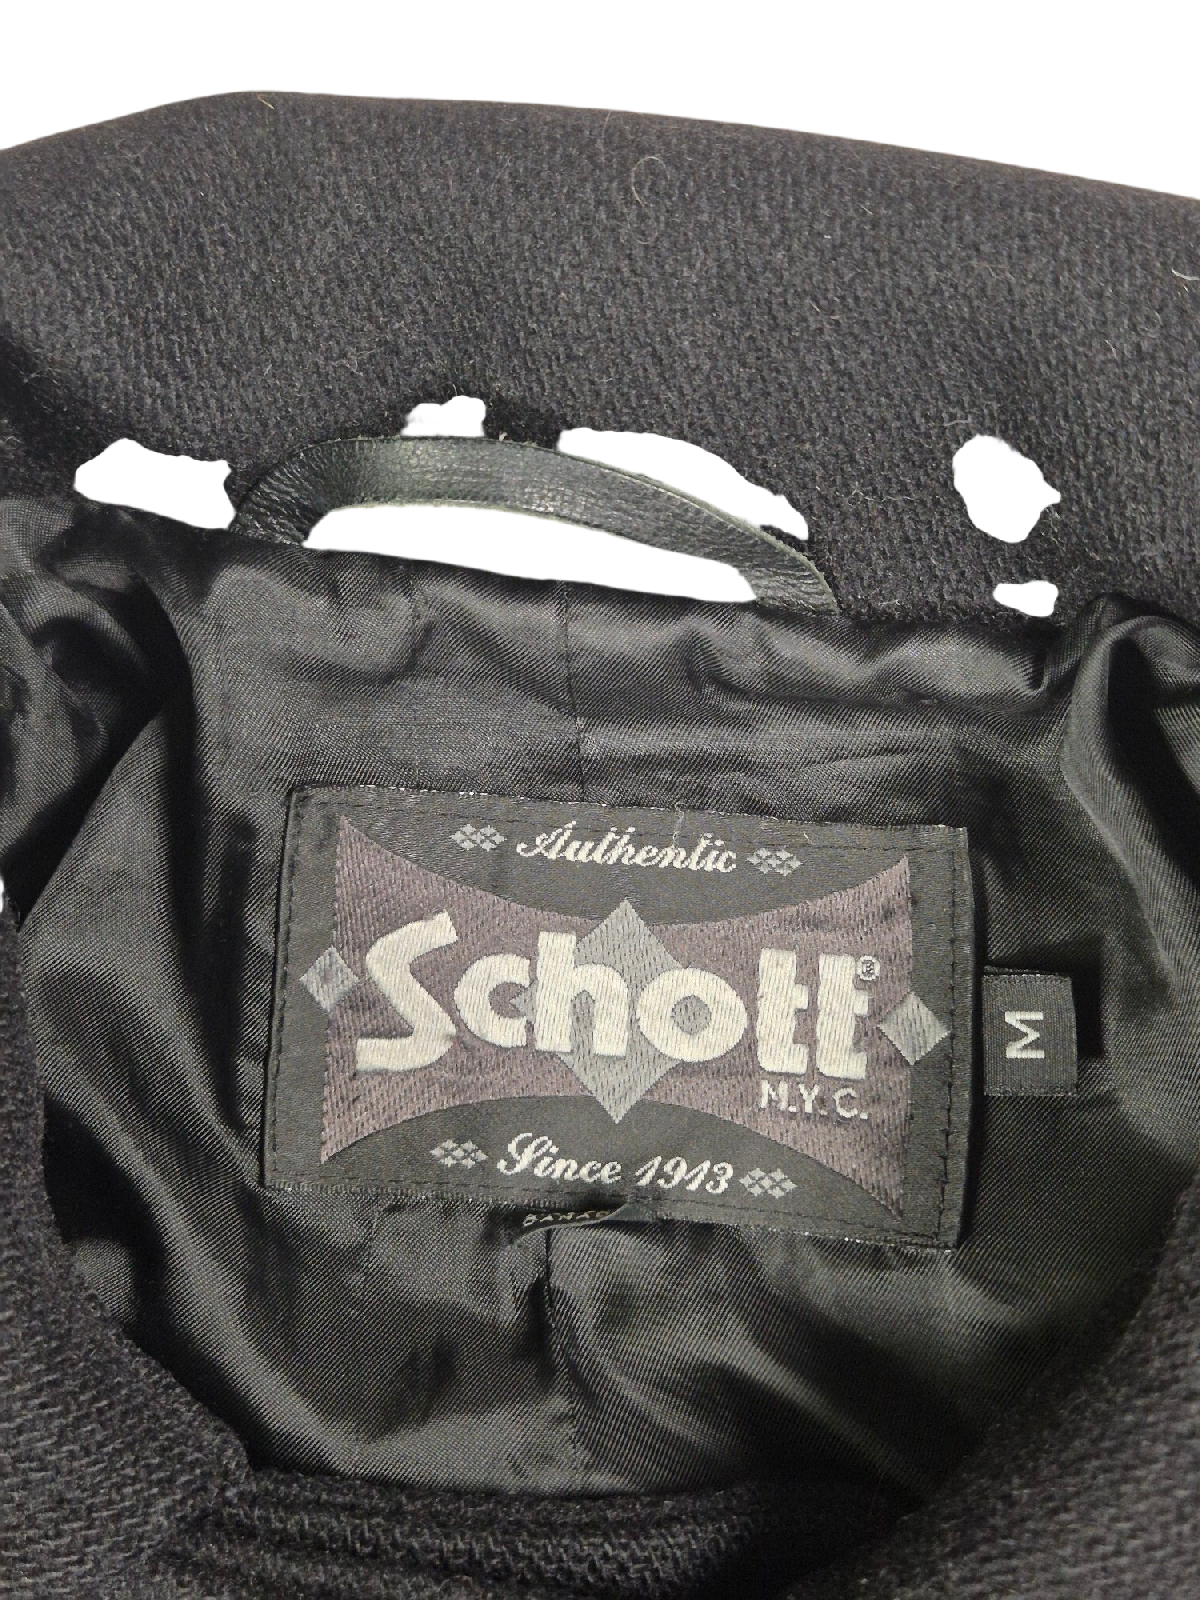 Authentic
Schott®
N.Y.C.
Since 1913
M